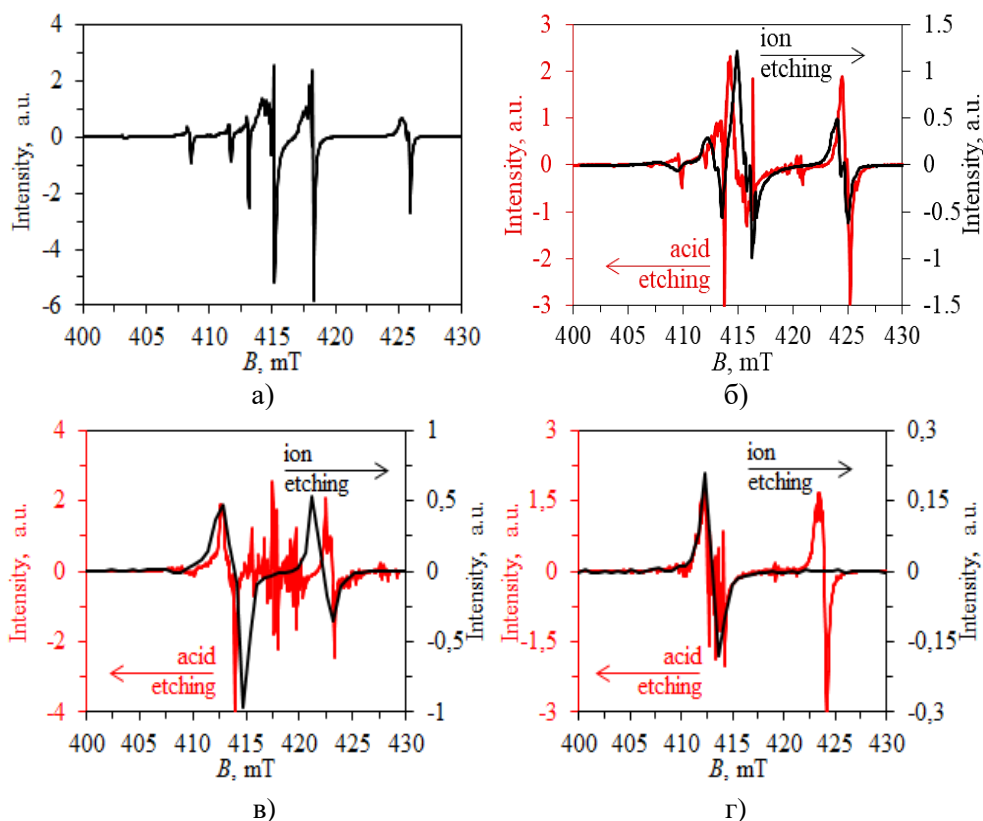 Intensity, a.u.
4
2
0
-2
-4
-6
400 405 410 415 420 425 430
B, mT
а)
Intensity, a.u.
3
2
1
0
-1
-2
-3
ion
etching
acid
etching
1.5
1
0.5
0
-0.5
-1
-1.5
Intensity, a.u.
400 405 410 415 420 425 430
B, mT
б)
Intensity, a.u.
4
2
0
-2
-4
ion
etching
acid
etching
1
0,5
0
-0,5
-1
Intensity, a.u.
400 405 410 415 420 425 430
B, mT
в)
Intensity, a.u.
3
1,5
0
-1,5
-3
ion
etching
acid
etching
0,3
0,15
0
-0,15
-0,3
Intensity, a.u.
400 405 410 415 420 425 430
B, mT
г)